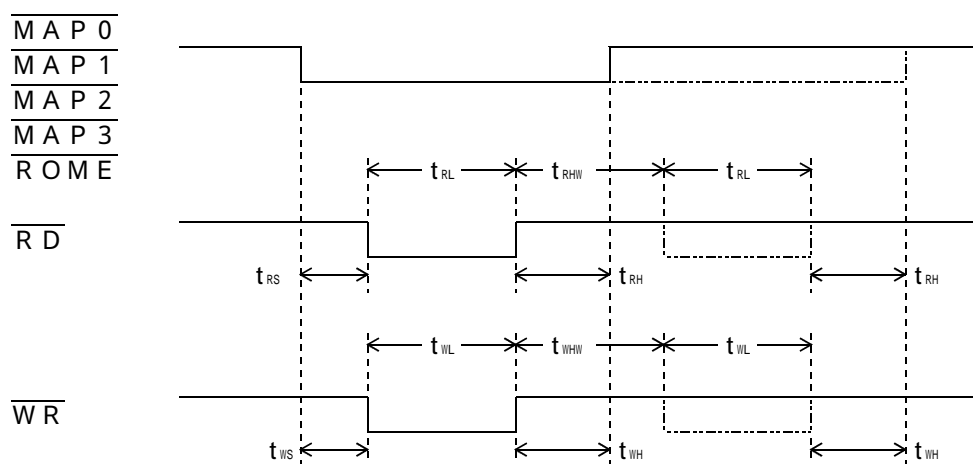 MAP0
MAP1
MAP2
MAP3
ROME
tRL tRHW tRL
RD
tRS tRH tRH
tWL tWHW tWL
WR
tWS tWH tWH